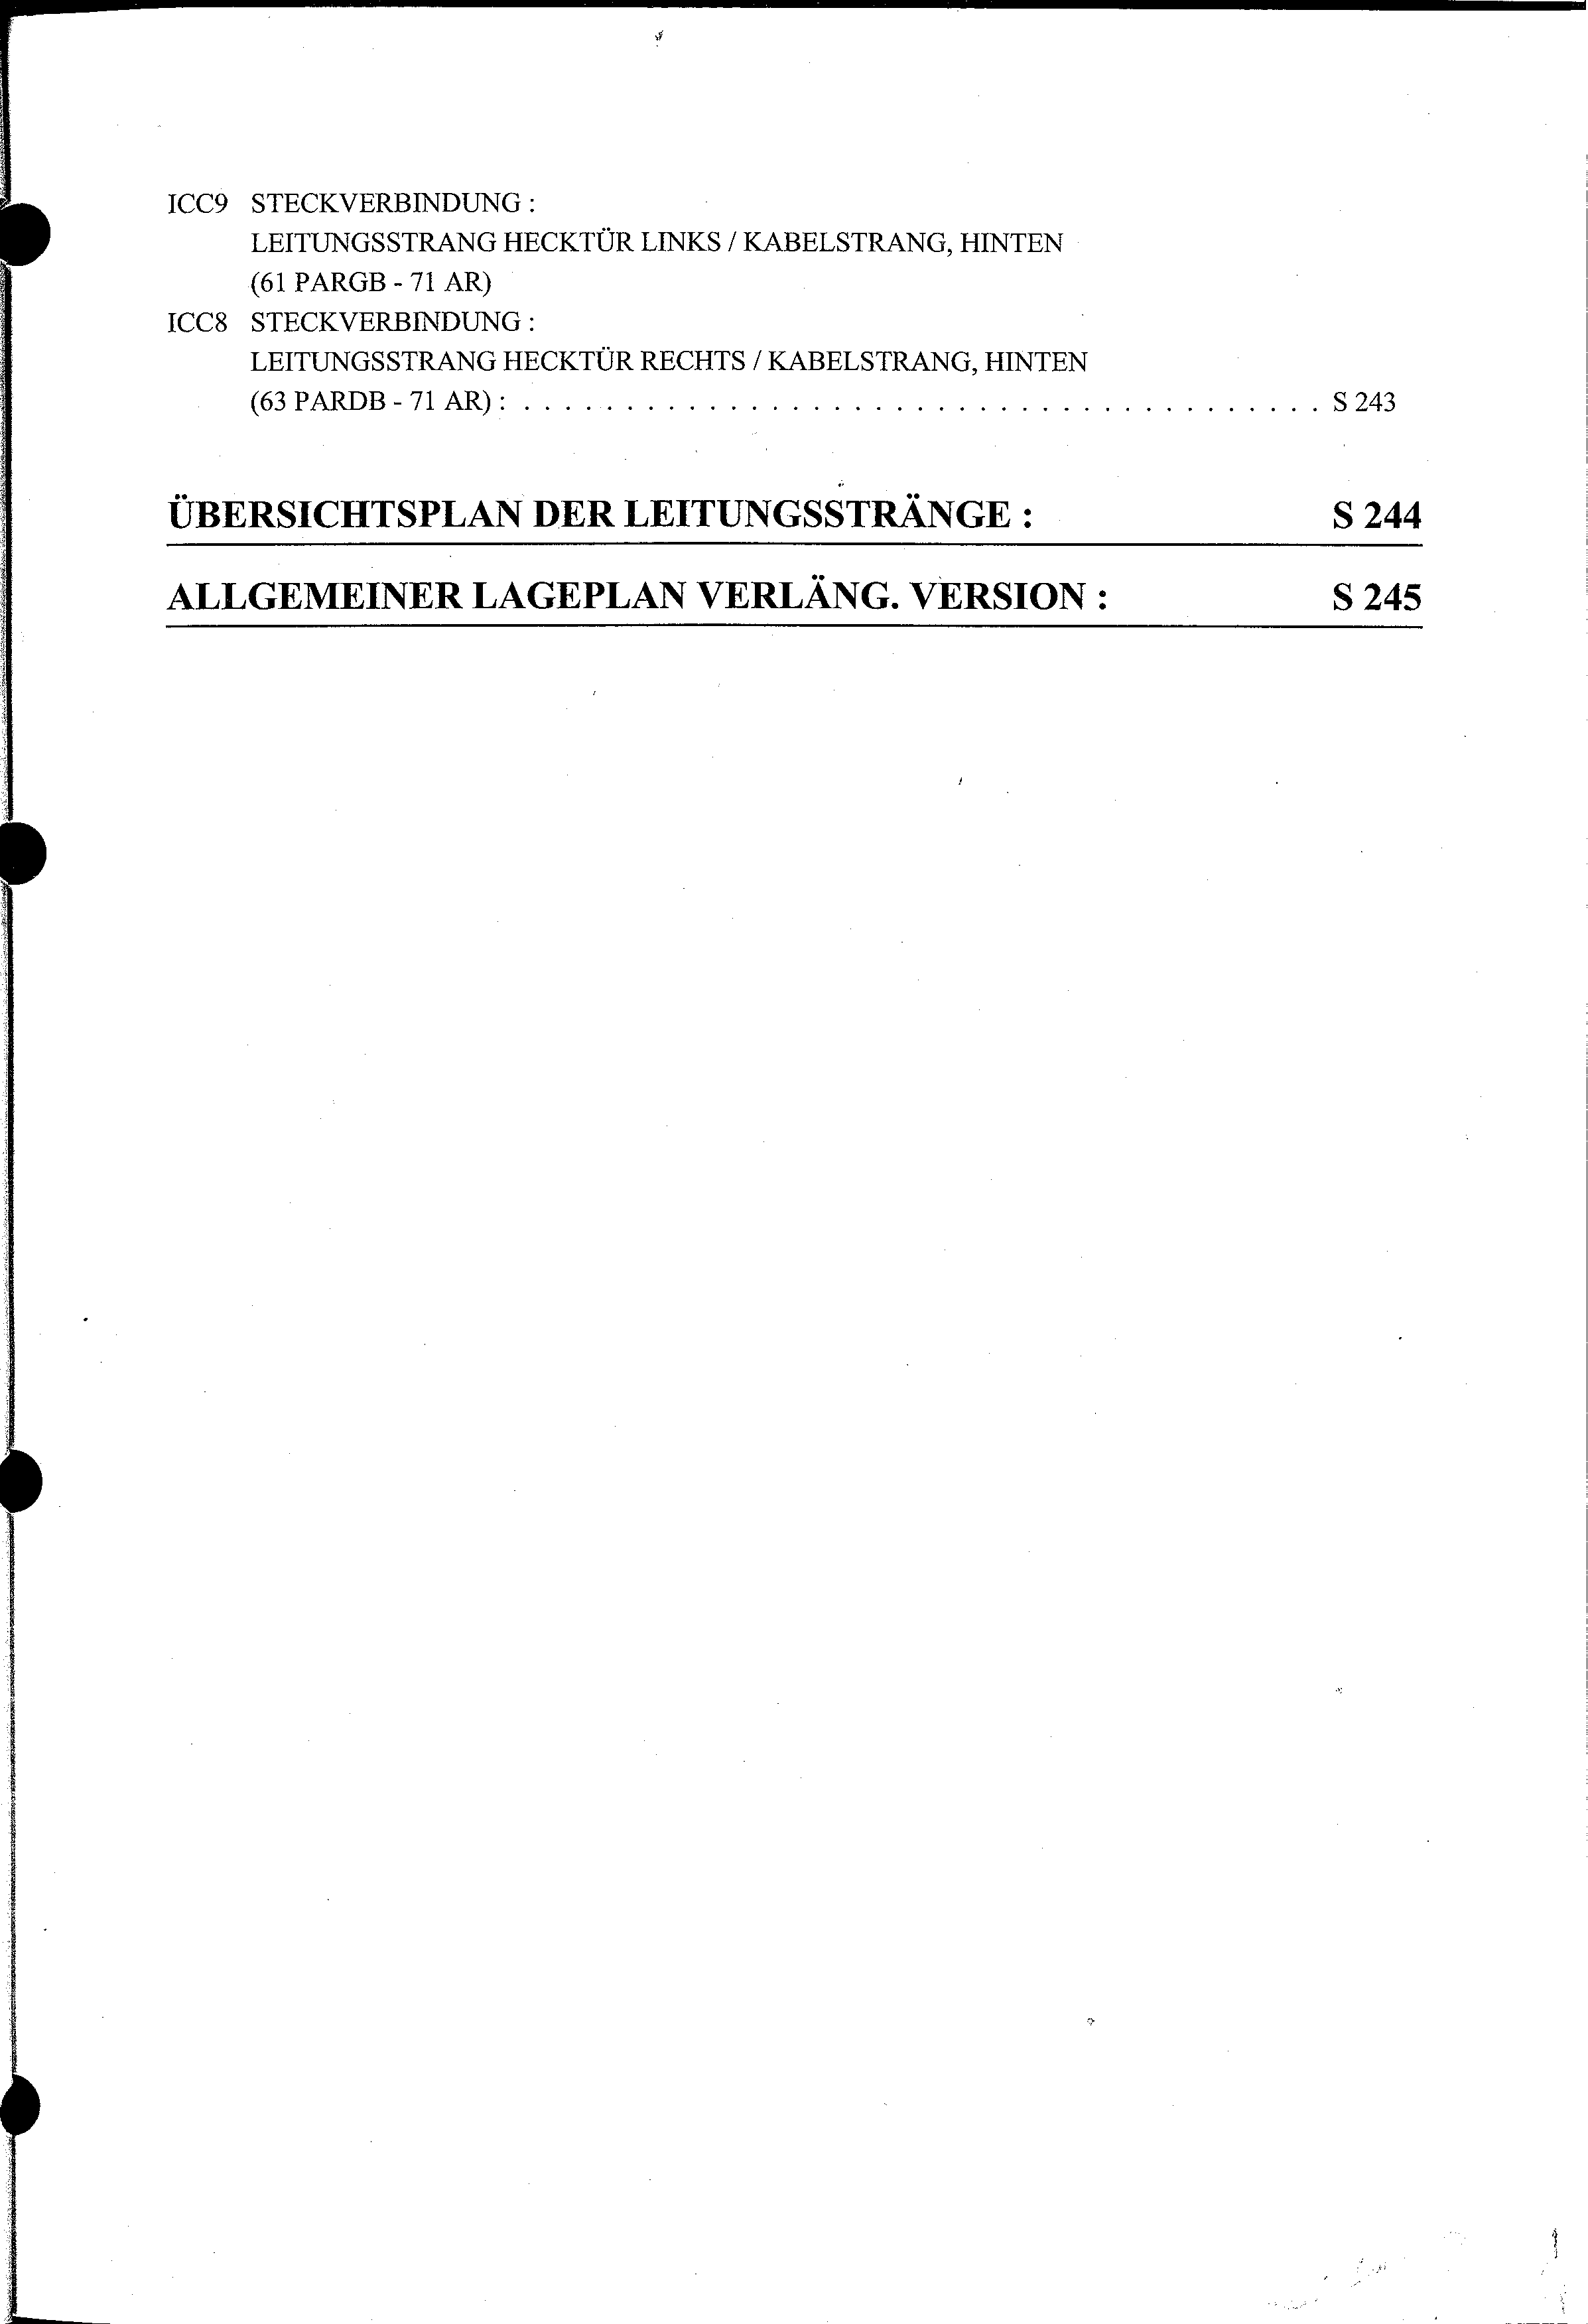 ICC9 STECKVERBINDUNG :
LEITUNGSSTRANG HECKTÜR LINKS / KABELSTRANG, HINTEN
(61 PARGB - 71 AR)
ICC8 STECKVERBINDUNG :
LEITUNGSSTRANG HECKTÜR RECHTS / KABELSTRANG, HINTEN
(63 PARDB - 71 AR) : . . . . . . . . . . . . . . . . . . . . . . . . . . . . . . . . . . . . . . . S 243
ÜBERSICHTSPLAN DER LEITUNGSSTRÄNGE : S 244
ALLGEMEINER LAGEPLAN VERLÄNG. VERSION : S 245